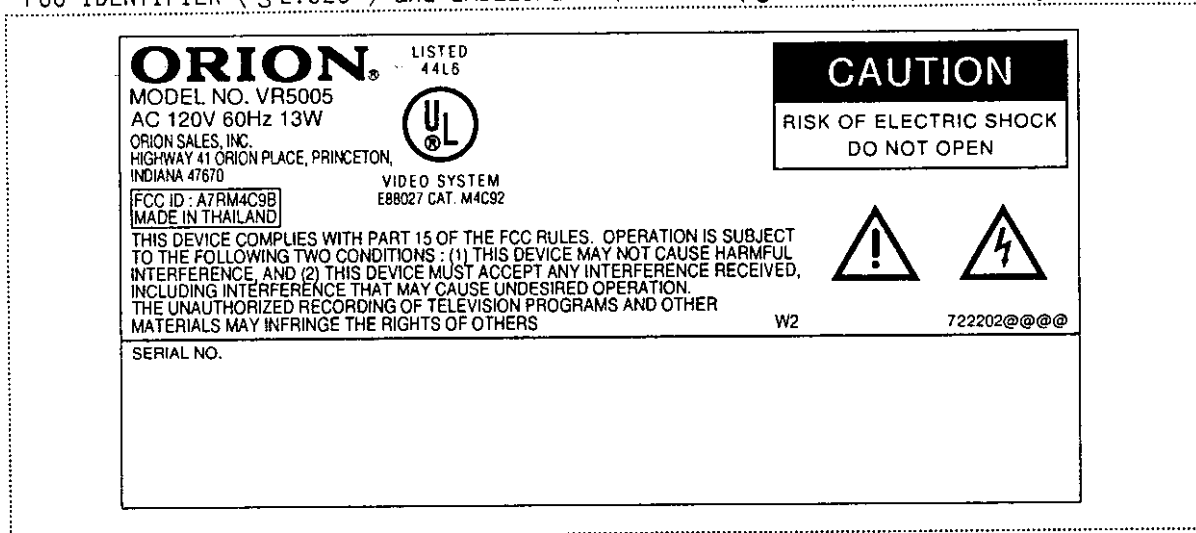 FCC IDENTIFIER (
ORION®
LISTED
44L6
MODEL NO. VR5005
AC 120V 60Hz 13W
ORION SALES, INC.
HIGHWAY 41 ORION PLACE, PRINCETON,
INDIANA 47670
UL®
VIDEO SYSTEM
E88027 CAT. M4C92
FCC ID : A7RM4C9B
MADE IN THAILAND
THIS DEVICE COMPLIES WITH PART 15 OF THE FCC RULES. OPERATION IS SUBJECT
TO THE FOLLOWING TWO CONDITIONS : (1) THIS DEVICE MAY NOT CAUSE HARMFUL
INTERFERENCE, AND (2) THIS DEVICE MUST ACCEPT ANY INTERFERENCE RECEIVED,
INCLUDING INTERFERENCE THAT MAY CAUSE UNDESIRED OPERATION.
THE UNAUTHORIZED RECORDING OF TELEVISION PROGRAMS AND OTHER
MATERIALS MAY INFRINGE THE RIGHTS OF OTHERS
CAUTION
RISK OF ELECTRIC SHOCK
DO NOT OPEN
!
W2
722202@@@@
SERIAL NO.